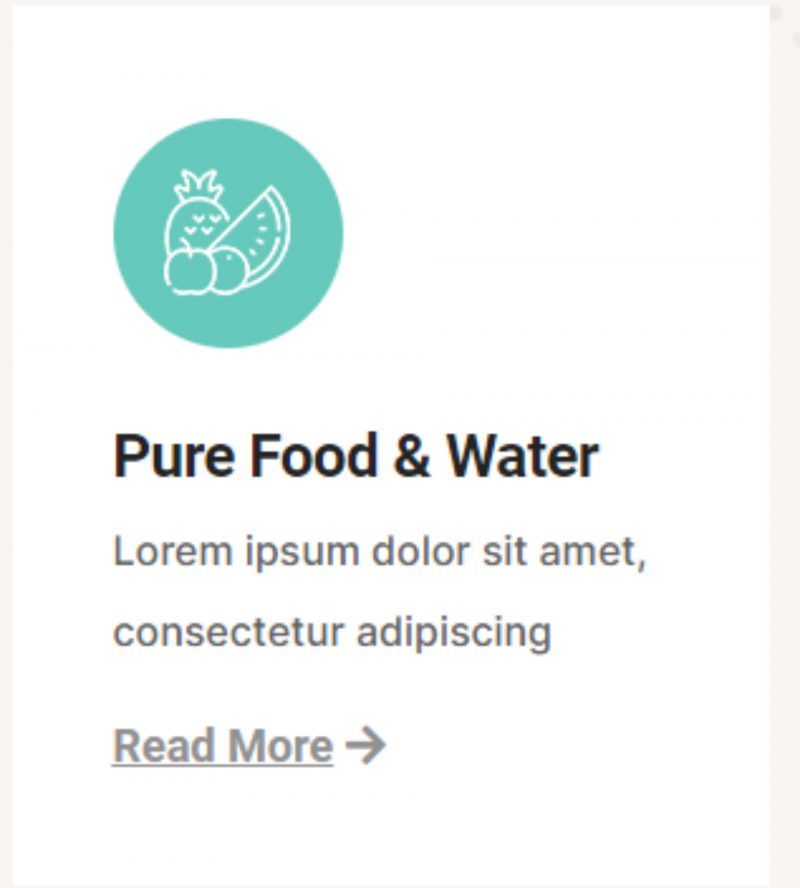 Pure Food & Water
Lorem ipsum dolor sit amet,
consectetur adipiscing
Read More →